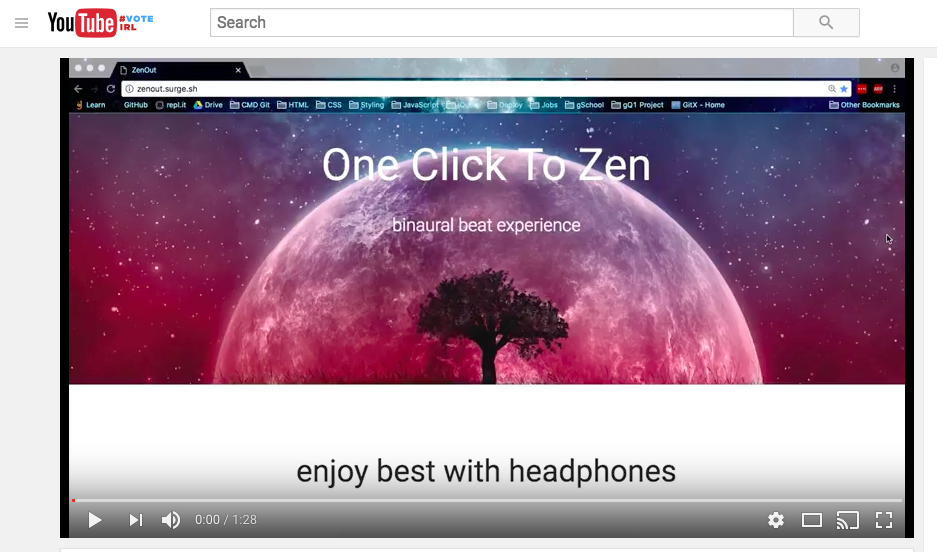 YouTube #VOTE IRL
Search
ZenOut
zenout.surge.sh
Learn GitHub repl.it Drive CMD Git HTML CSS Styling JavaScript Deploy Jobs gSchool gQ1 Project GitX - Home Other Bookmarks
One Click To Zen
binaural beat experience
enjoy best with headphones
0:00 / 1:28